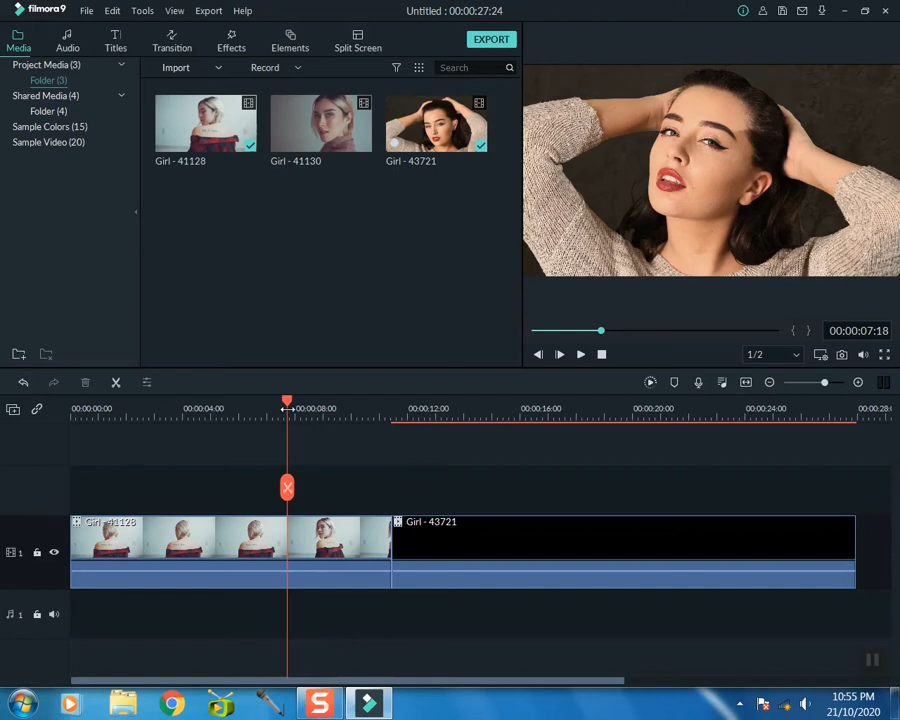 filmora9 File Edit Tools View Export Help Untitled : 00:00:27:24
Media Audio Titles Transition Effects Elements Split Screen EXPORT
Project Media (3)
Folder (3)
Shared Media (4)
Folder (4)
Sample Colors (15)
Sample Video (20)
Import Record Search
Girl - 41128 Girl - 41130 Girl - 43721
00:00:07:18
1/2
00:00:00:00 00:00:04:00 00:00:08:00 00:00:12:00 00:00:16:00 00:00:20:00 00:00:24:00 00:00:28:0
Girl - 41128 Girl - 43721
1
1
S
10:55 PM
21/10/2020